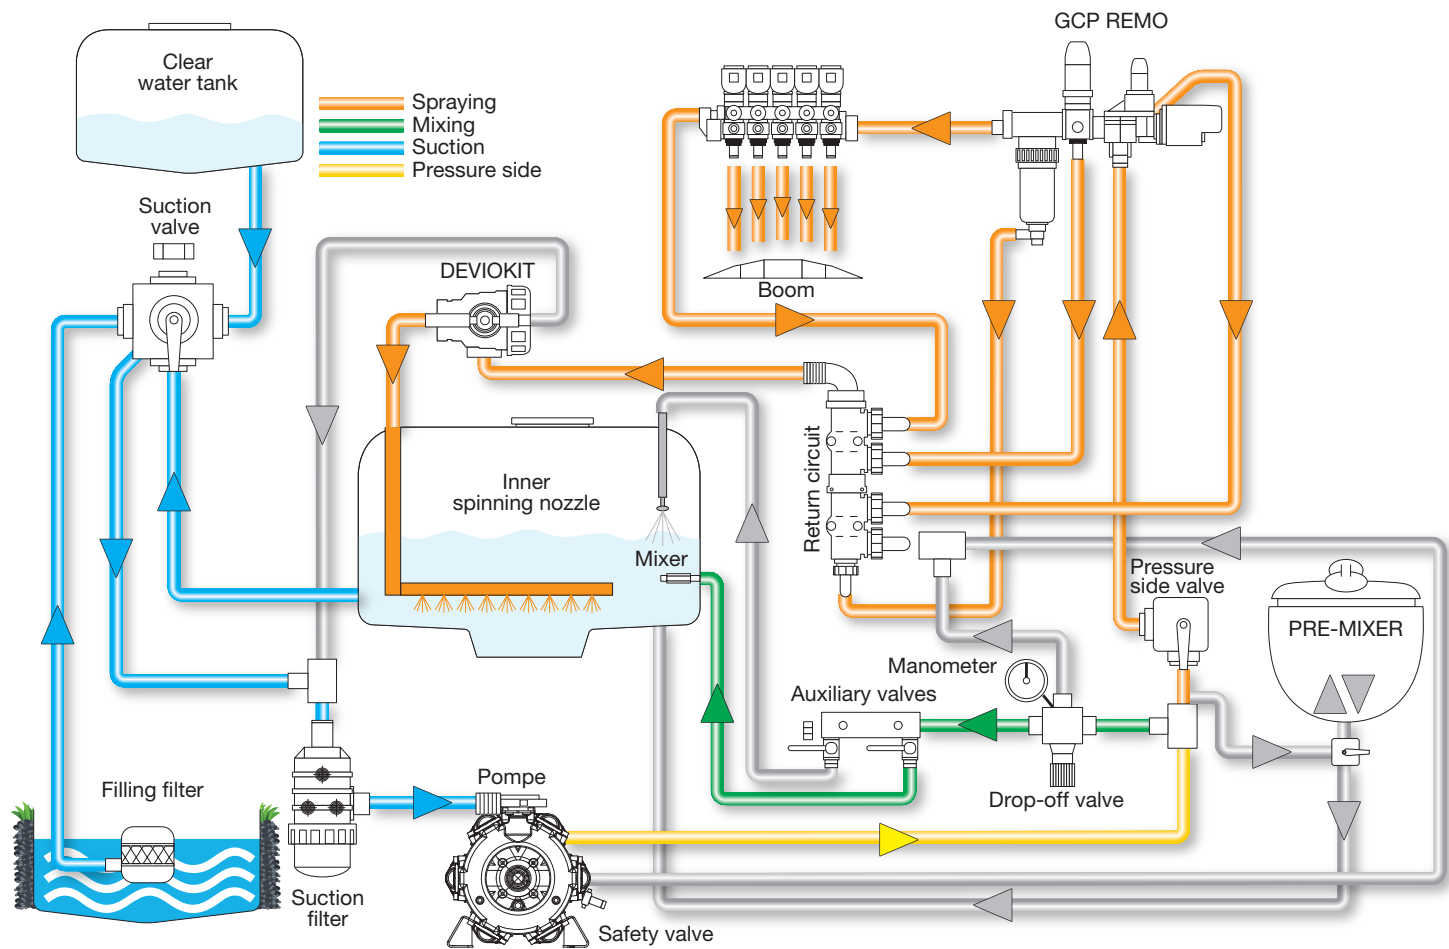 GCP REMO
Clear
water tank
Spraying
Mixing
Suction
Pressure side
Suction
valve
DEVIOKIT
Boom
Inner
spinning nozzle
Return circuit
Mixer
Pressure
side valve
PRE-MIXER
Manometer
Auxiliary valves
Filling filter
Pompe
Drop-off valve
Suction
filter
Safety valve